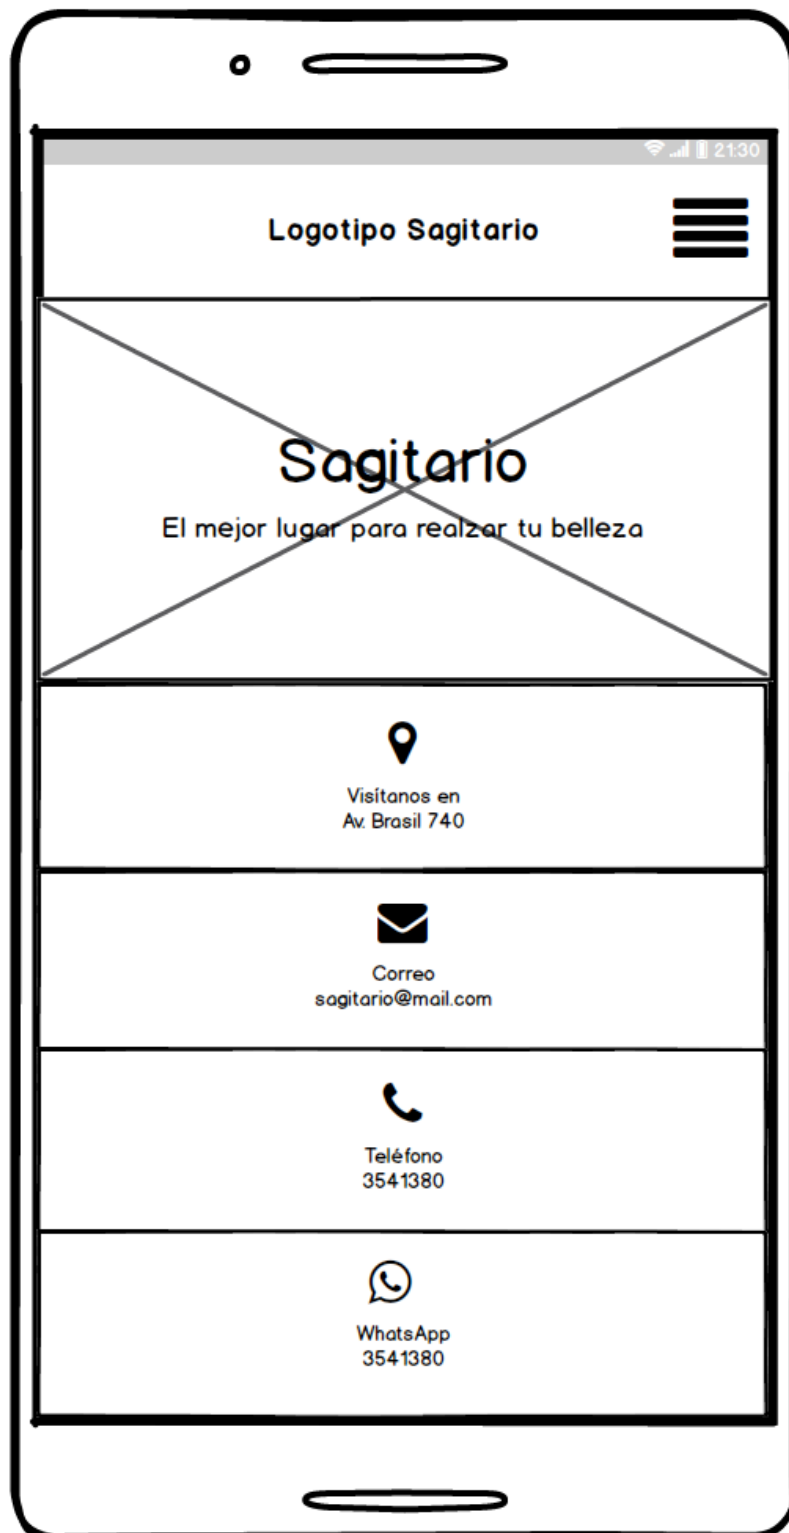 21:30
Logotipo Sagitario
Sagitario
El mejor lugar para realzar tu belleza
Visítanos en
Av. Brasil 740
Correo
sagitario@mail.com
Teléfono
3541380
WhatsApp
3541380